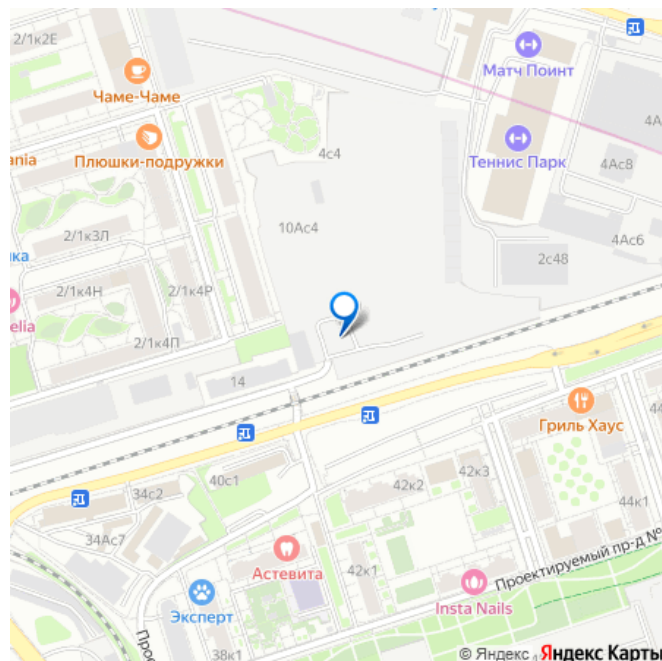 2/1к2Е
Матч Поинт
Чаме-Чаме
4А
Плюшки-подружки
4с4
Теннис Парк
4Ас8
2/1к3Л
10Ас4
2с48
4Ас6
2/1к4Н
2/1к4Р
2/1к4П
14
Гриль Хаус
40с1
42к3
42к2
34с2
44к1
34Ас7
Астевита
42к1
Проектируемый пр-д №
Insta Nails
Эксперт
38к1
© Яндекс Яндекс Карты